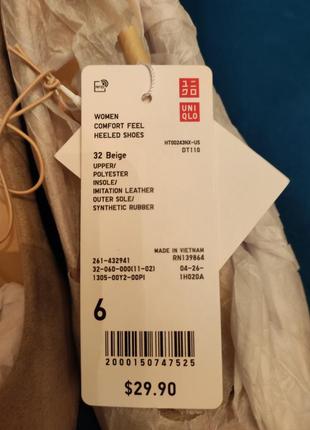 ユニ
クロ
UNI
QLO
WOMEN
COMFORT FEEL
HEELED SHOES
HT00243NX-US
DT110
32 Beige
UPPER/
POLYESTER
INSOLE/
IMITATION LEATHER
OUTER SOLE/
SYNTHETIC RUBBER
MADE IN VIETNAM
261-432941 RN139864
32-060-000(11-02) 04-26-
1305-00Y2-00PI 1H020A
6
2000150747525
$29.90